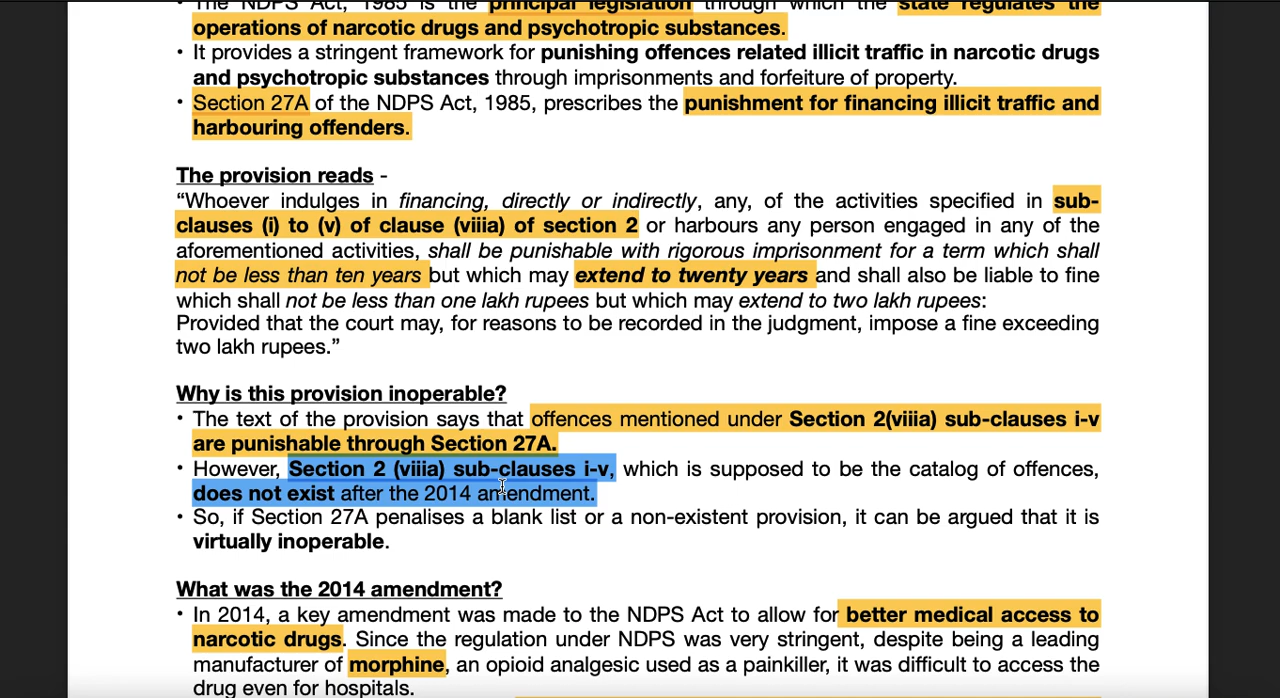 • The NDPS Act, 1985 is the principal legislation through which the state regulates the
operations of narcotic drugs and psychotropic substances.
• It provides a stringent framework for punishing offences related illicit traffic in narcotic drugs
and psychotropic substances through imprisonments and forfeiture of property.
• Section 27A of the NDPS Act, 1985, prescribes the punishment for financing illicit traffic and
harbouring offenders.
The provision reads -
“Whoever indulges in financing, directly or indirectly, any, of the activities specified in sub-
clauses (i) to (v) of clause (viiia) of section 2 or harbours any person engaged in any of the
aforementioned activities, shall be punishable with rigorous imprisonment for a term which shall
not be less than ten years but which may extend to twenty years and shall also be liable to fine
which shall not be less than one lakh rupees but which may extend to two lakh rupees:
Provided that the court may, for reasons to be recorded in the judgment, impose a fine exceeding
two lakh rupees.”
Why is this provision inoperable?
• The text of the provision says that offences mentioned under Section 2(viiia) sub-clauses i-v
are punishable through Section 27A.
• However, Section 2 (viiia) sub-clauses i-v, which is supposed to be the catalog of offences,
does not exist after the 2014 amendment.
• So, if Section 27A penalises a blank list or a non-existent provision, it can be argued that it is
virtually inoperable.
What was the 2014 amendment?
• In 2014, a key amendment was made to the NDPS Act to allow for better medical access to
narcotic drugs. Since the regulation under NDPS was very stringent, despite being a leading
manufacturer of morphine, an opioid analgesic used as a painkiller, it was difficult to access the
drug even for hospitals.